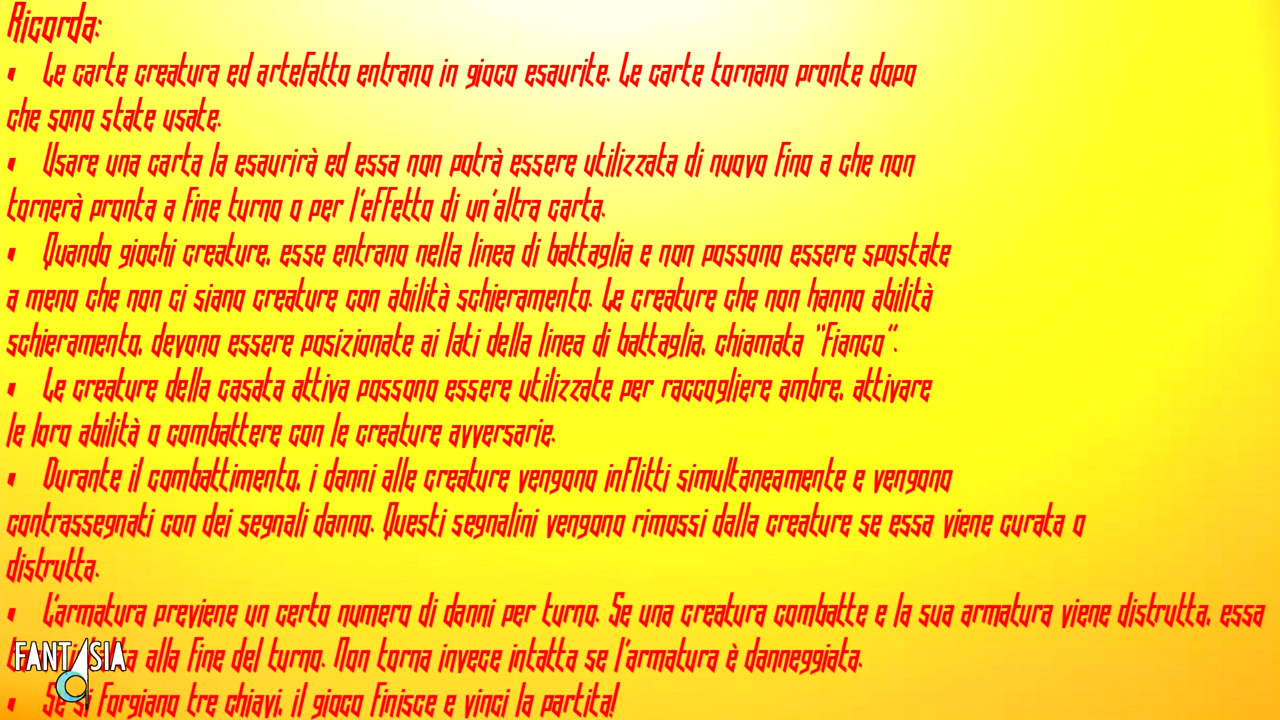 Ricorda:
• Le carte creatura ed artefatto entrano in gioco esaurite. Le carte tornano pronte dopo
che sono state usate.
• Usare una carta la esaurirà ed essa non potrà essere utilizzata di nuovo fino a che non
tornerà pronta a fine turno o per l'effetto di un'altra carta.
• Quando giochi creature, esse entrano nella linea di battaglia e non possono essere spostate
a meno che non ci siano creature con abilità schieramento. Le creature che non hanno abilità
schieramento, devono essere posizionate ai lati della linea di battaglia, chiamata "Fianco".
• Le creature della casata attiva possono essere utilizzate per raccogliere ambre, attivare
le loro abilità o combattere con le creature avversarie.
• Durante il combattimento, i danni alle creature vengono inflitti simultaneamente e vengono
contrassegnati con dei segnali danno. Questi segnalini vengono rimossi dalla creature se essa viene curata o
distrutta.
• L'armatura previene un certo numero di danni per turno. Se una creatura combatte e la sua armatura viene distrutta, essa
alla fine del turno. Non torna invece intatta se l'armatura è danneggiata.
• Se si forgiano tre chiavi, il gioco finisce e vinci la partita!
FANTASIA